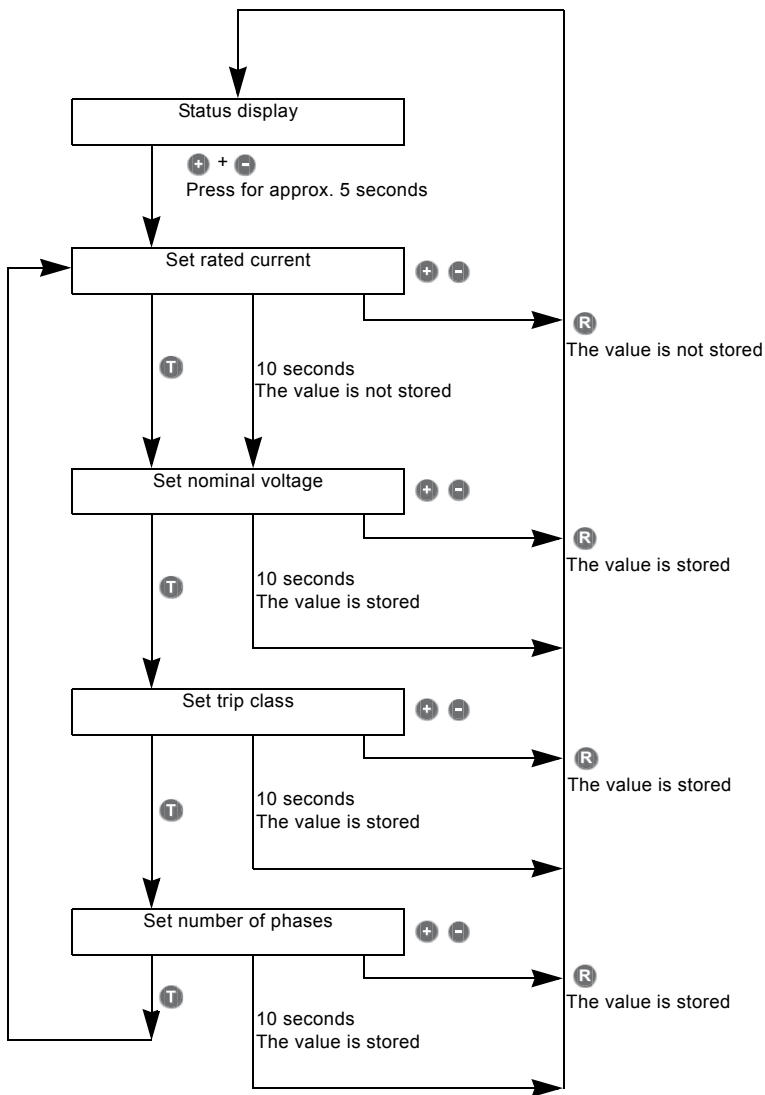 Status display
+ + -
Press for approx. 5 seconds
Set rated current
+ -
R
The value is not stored
T
10 seconds
The value is not stored
Set nominal voltage
+ -
R
The value is stored
T
10 seconds
The value is stored
Set trip class
+ -
R
The value is stored
T
10 seconds
The value is stored
Set number of phases
+ -
R
The value is stored
T
10 seconds
The value is stored